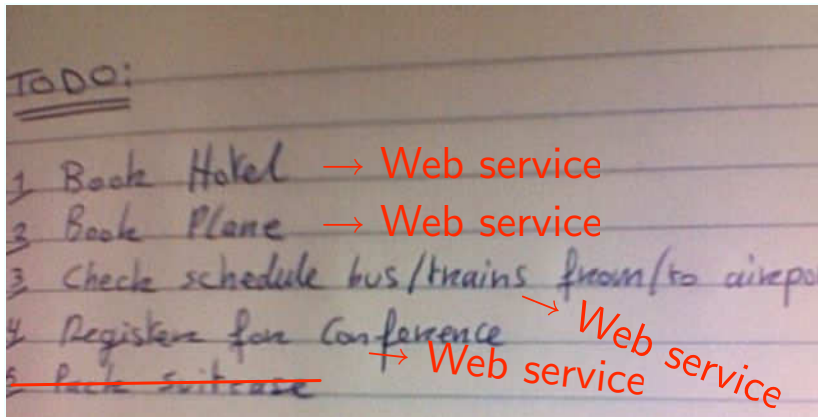 TODO:
1 Book Hotel → Web service
2 Book Plane → Web service
3 Check schedule bus/trains from/to airepo
→ Web service
4 Register for Conference
→ Web service
5 Pack suitcase